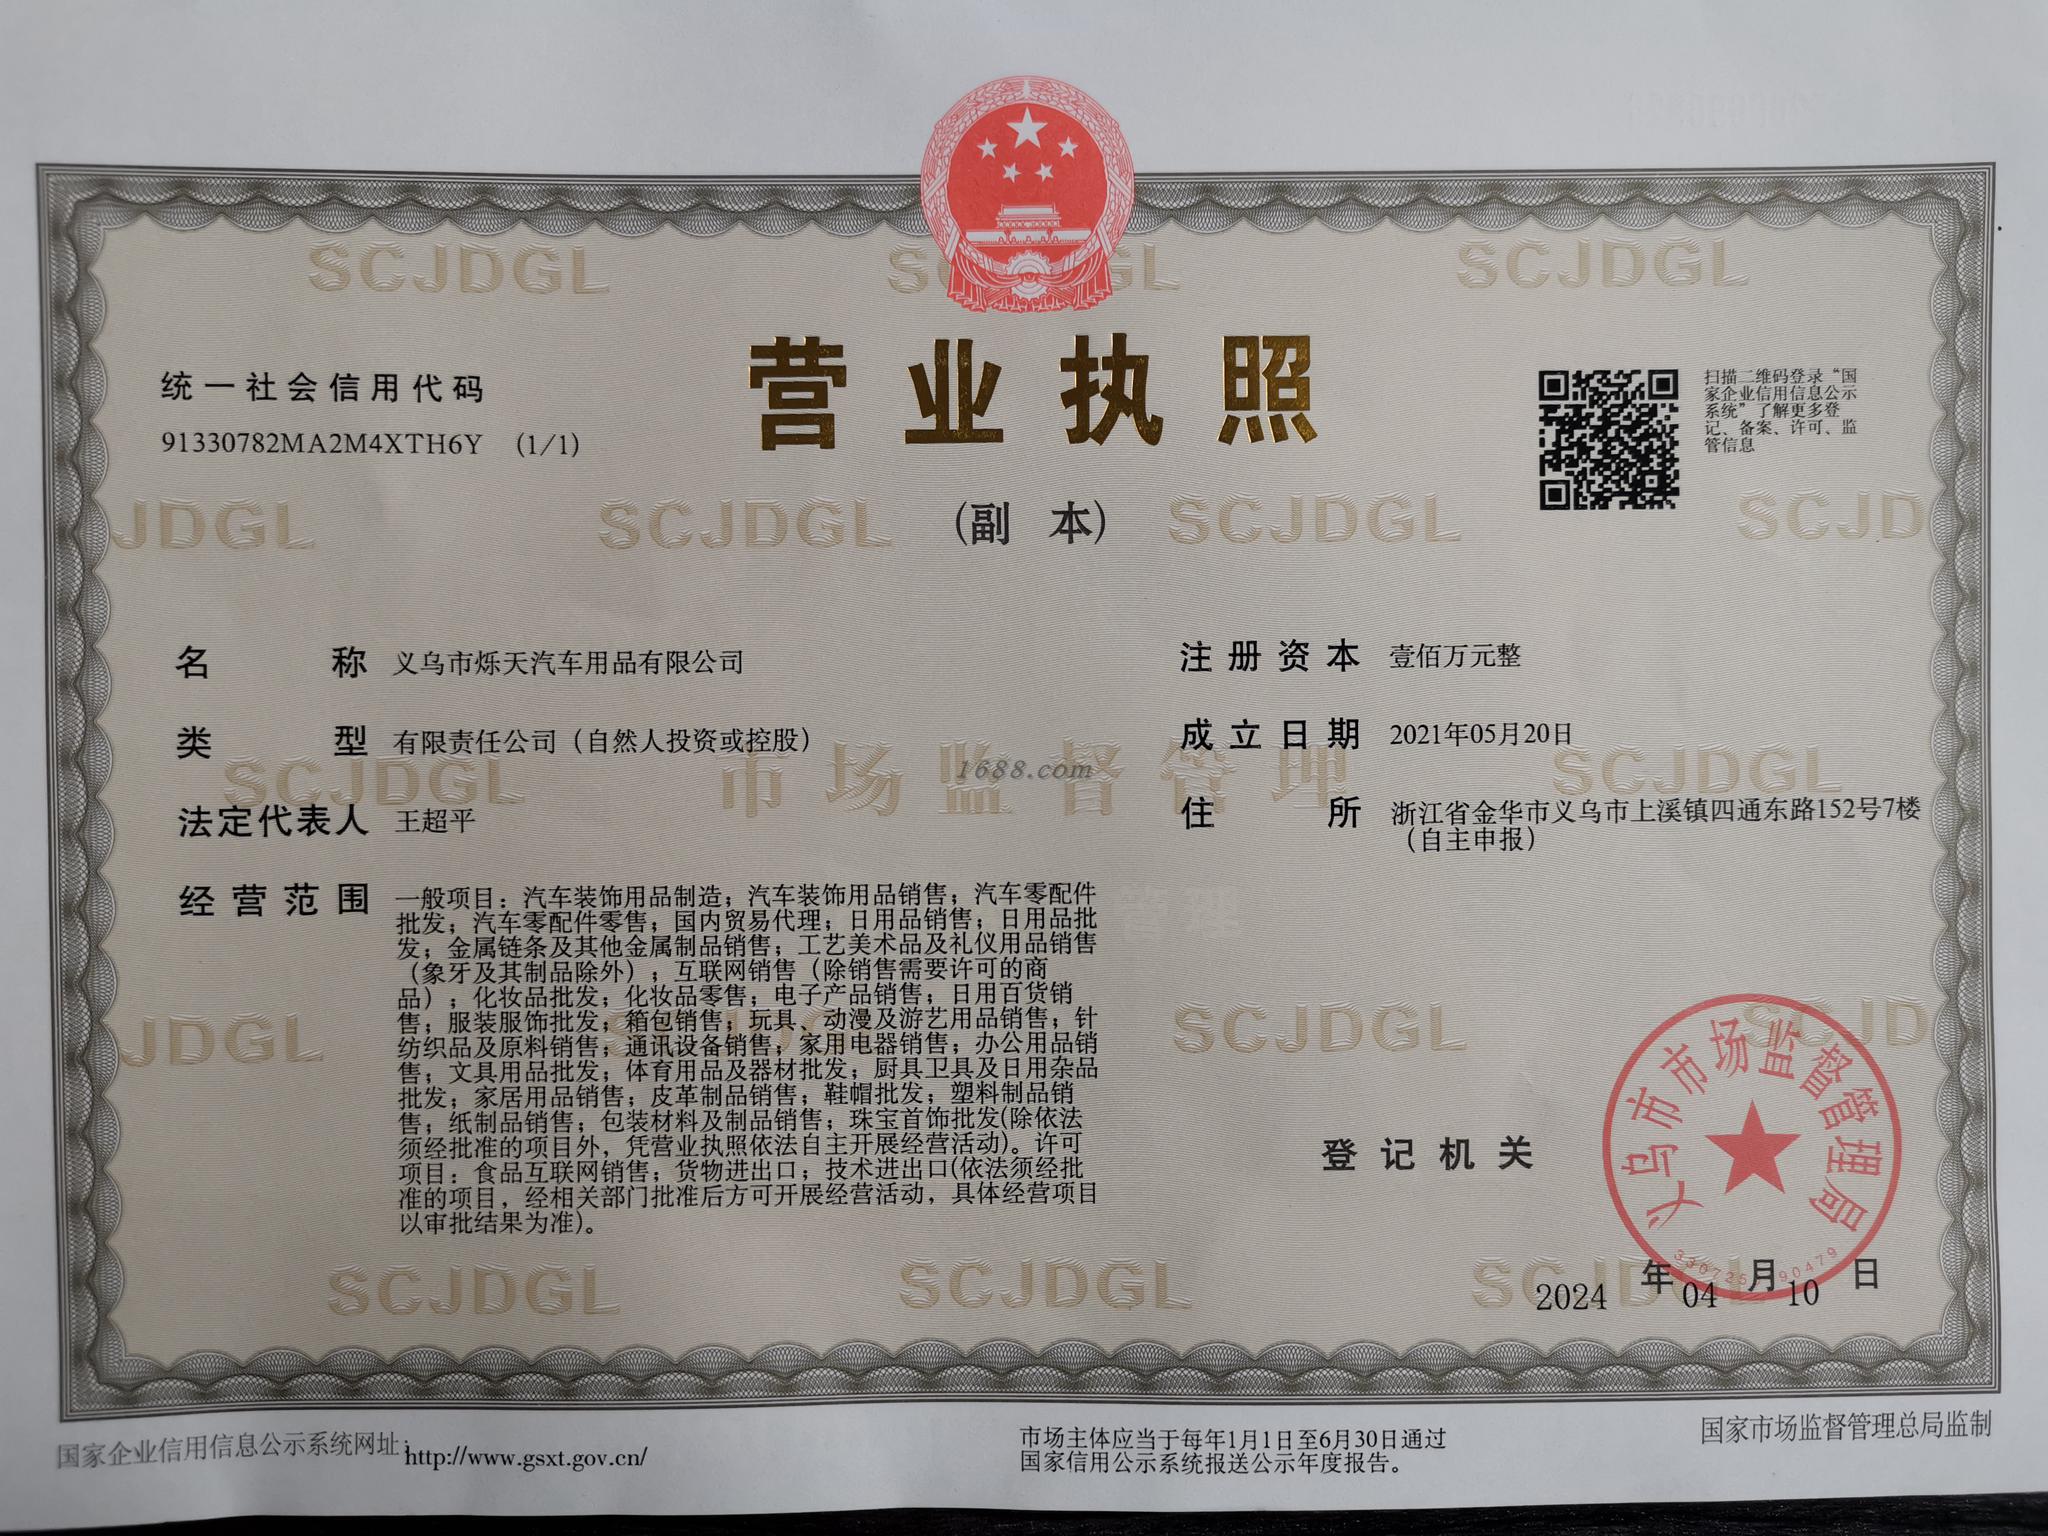 SCJDGL
营业执照
(副 本)
统一社会信用代码
91330782MA2M4XTH6Y (1/1)
扫描二维码登录“国
家企业信用信息公示
系统”了解更多登
记、备案、许可、监
管信息
名 称 义乌市烁天汽车用品有限公司
类 型 有限责任公司（自然人投资或控股）
法定代表人 王超平
经营范围 一般项目：汽车装饰用品制造；汽车装饰用品销售；汽车零配件
批发；汽车零配件零售；国内贸易代理；日用品销售；日用品批
发；金属链条及其他金属制品销售；工艺美术品及礼仪用品销售
（象牙及其制品除外）；互联网销售（除销售需要许可的商
品）；化妆品批发；化妆品零售；电子产品销售；日用百货销
售；服装服饰批发；箱包销售；玩具、动漫及游艺用品销售；针
纺织品及原料销售；通讯设备销售；家用电器销售；办公用品销
售；文具用品批发；体育用品及器材批发；厨具卫具及日用杂品
批发；家居用品销售；皮革制品销售；鞋帽批发；塑料制品销
售；纸制品销售；包装材料及制品销售；珠宝首饰批发(除依法
须经批准的项目外，凭营业执照依法自主开展经营活动)。许可
项目：食品互联网销售；货物进出口；技术进出口(依法须经批
准的项目，经相关部门批准后方可开展经营活动，具体经营项目
以审批结果为准)。
注册资本 壹佰万元整
成立日期 2021年05月20日
住 所 浙江省金华市义乌市上溪镇四通东路152号7楼
（自主申报）
市场监督管理
1688.com
登记机关
义乌市市场监督管理局
2024 年 04 月 10 日
国家企业信用信息公示系统网址：http://www.gsxt.gov.cn/
市场主体应当于每年1月1日至6月30日通过
国家信用公示系统报送公示年度报告。
国家市场监督管理总局监制